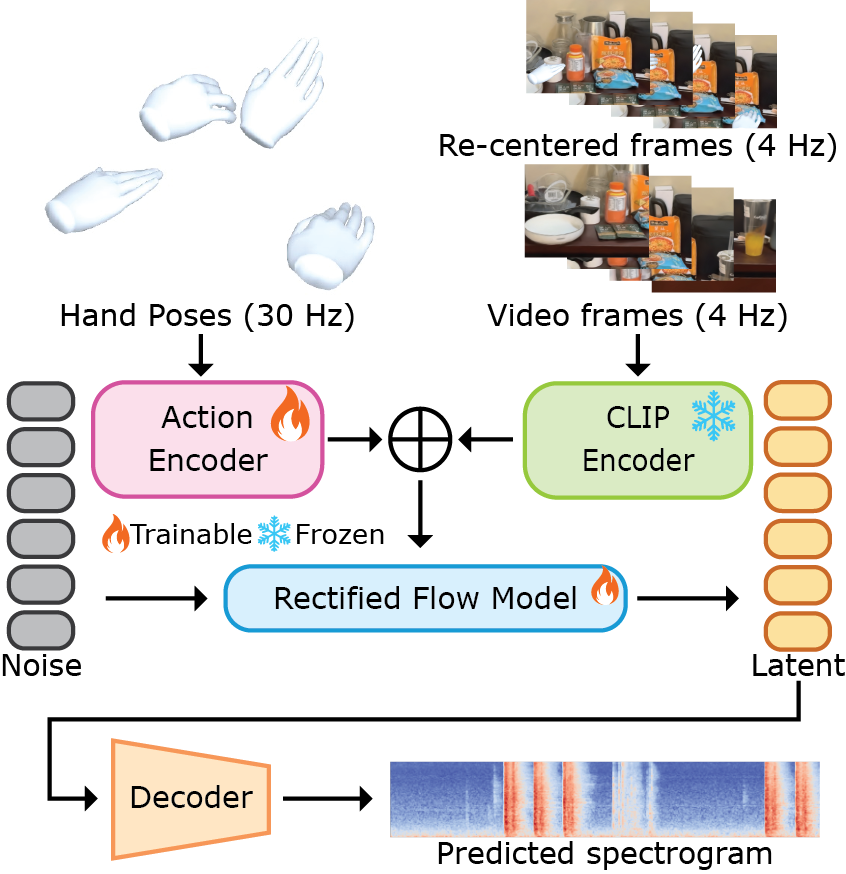 Re-centered frames (4 Hz)
Hand Poses (30 Hz)
Video frames (4 Hz)
Action
Encoder
CLIP
Encoder
Trainable
Frozen
Rectified Flow Model
Noise
Latent
Decoder
Predicted spectrogram